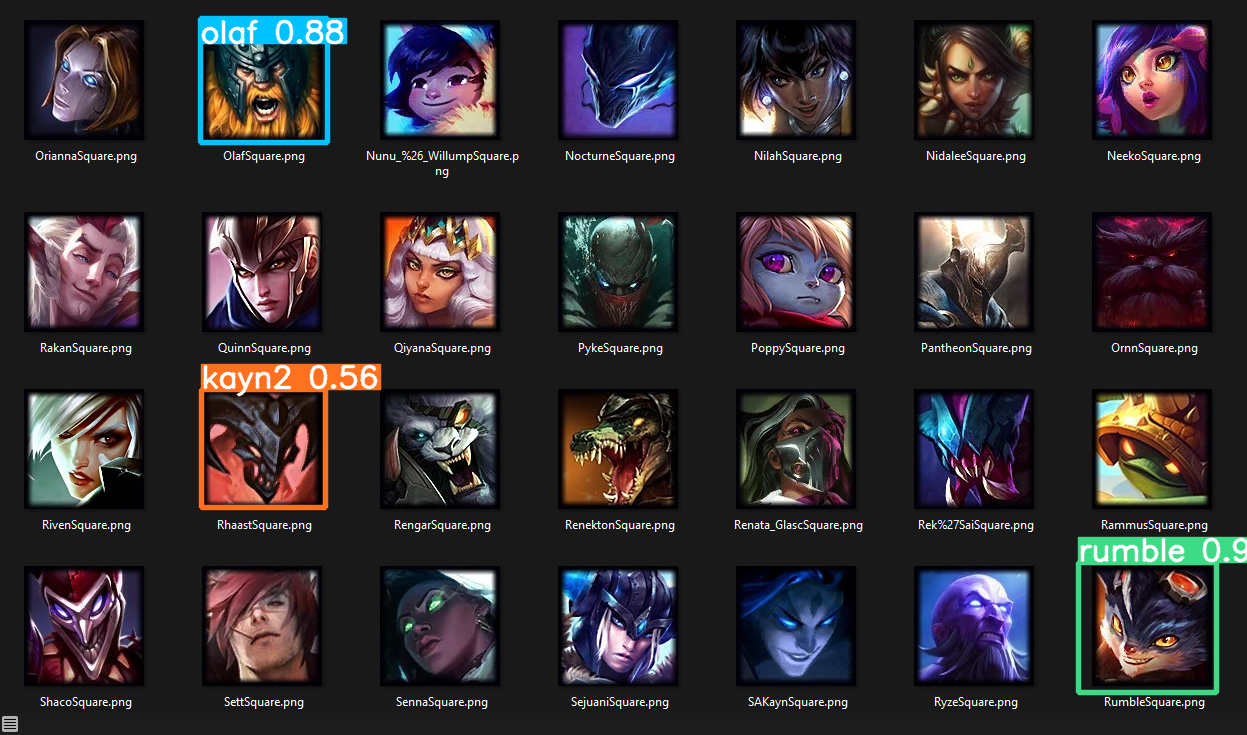 olaf 0.88
OriannaSquare.png
OlafSquare.png
Nunu_%26_WillumpSquare.p
ng
NocturneSquare.png
NilahSquare.png
NidaleeSquare.png
NeekoSquare.png
RakanSquare.png
QuinnSquare.png
QiyanaSquare.png
PykeSquare.png
PoppySquare.png
PantheonSquare.png
OrnnSquare.png
kayn2 0.56
RivenSquare.png
RhaastSquare.png
RengarSquare.png
RenektonSquare.png
Renata_GlascSquare.png
Rek%27SaiSquare.png
RammusSquare.png
rumble 0.9
ShacoSquare.png
SettSquare.png
SennaSquare.png
SejuaniSquare.png
SAKaynSquare.png
RyzeSquare.png
RumbleSquare.png